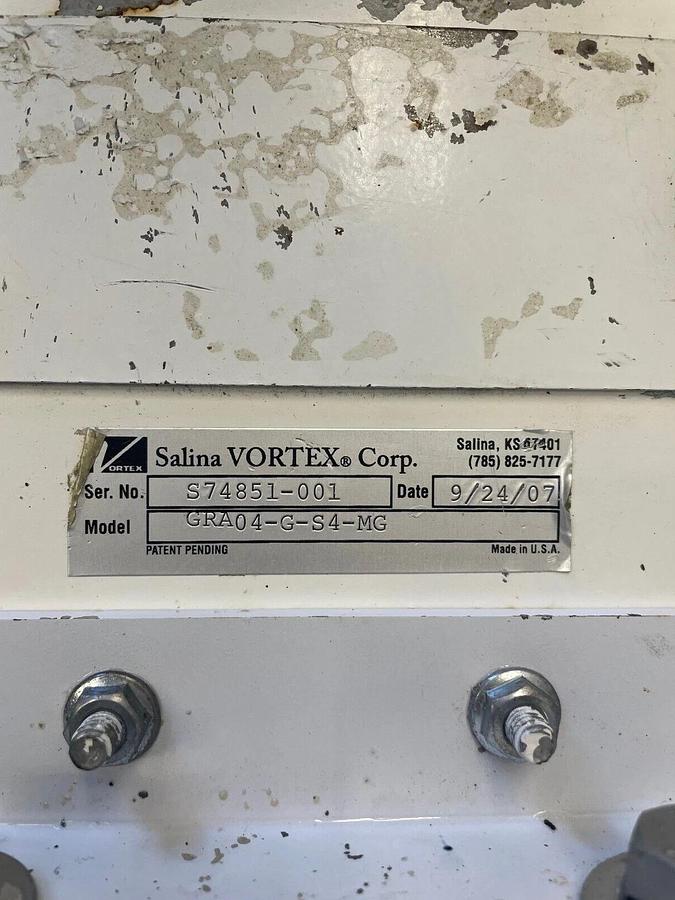 VORTEX
Salina VORTEX® Corp.
Salina, KS 67401
(785) 825-7177
Ser. No. S74851-001 Date 9/24/07
Model GRA04-G-S4-MG
PATENT PENDING Made in U.S.A.